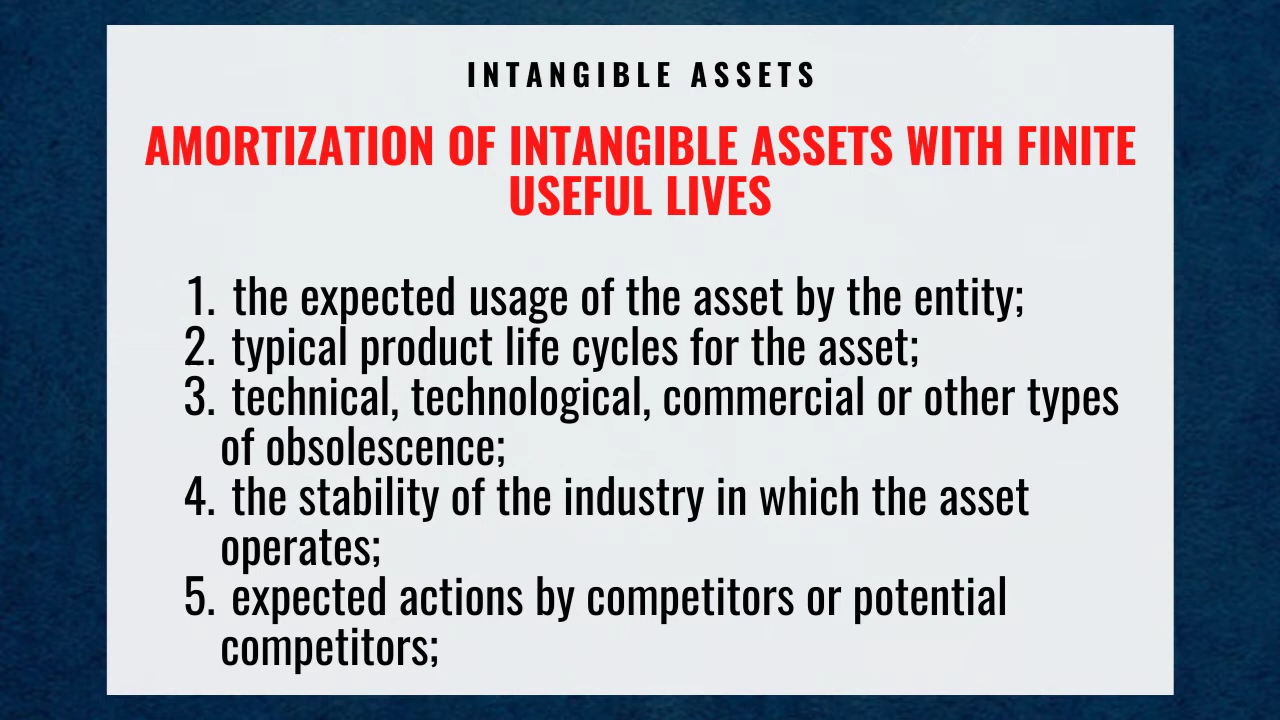 INTANGIBLE ASSETS
AMORTIZATION OF INTANGIBLE ASSETS WITH FINITE
USEFUL LIVES
1. the expected usage of the asset by the entity;
2. typical product life cycles for the asset;
3. technical, technological, commercial or other types
of obsolescence;
4. the stability of the industry in which the asset
operates;
5. expected actions by competitors or potential
competitors;